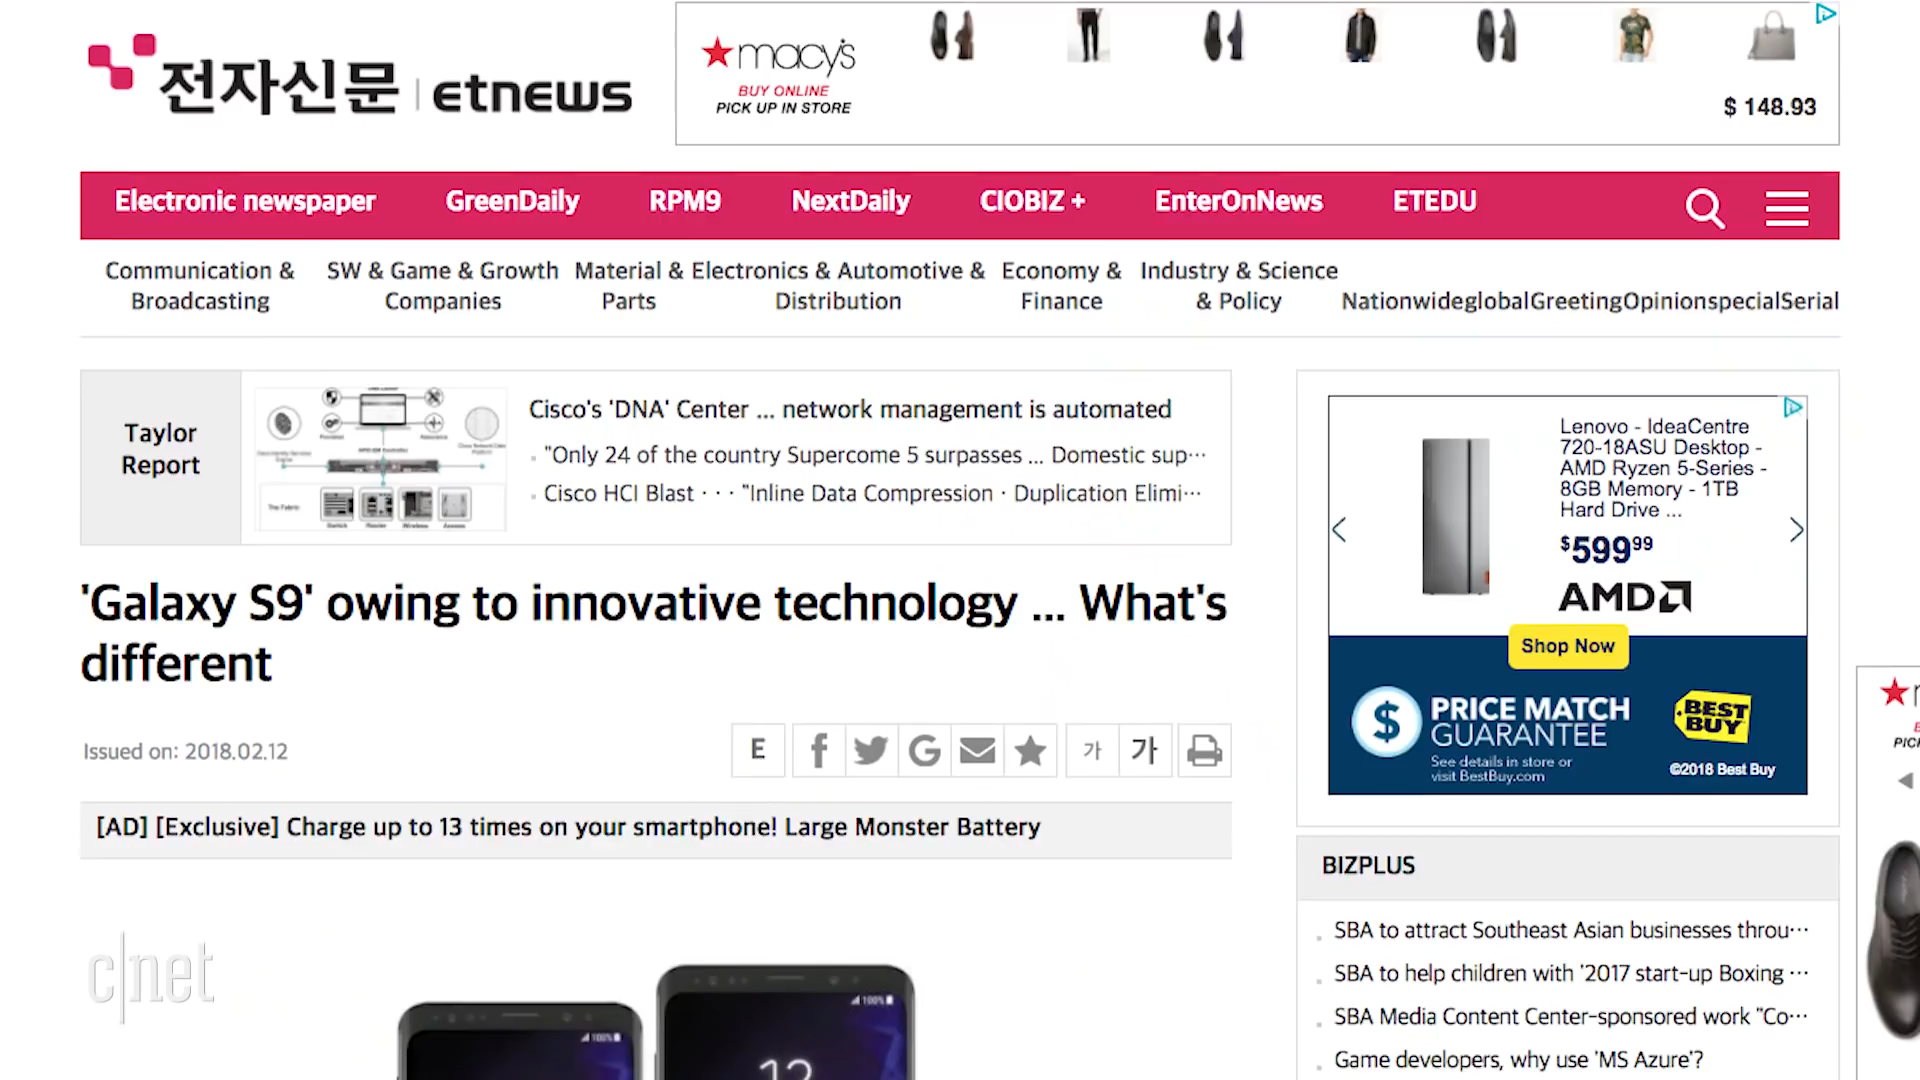 전자신문 | etnews
macy's
BUY ONLINE
PICK UP IN STORE
$ 148.93
Electronic newspaper GreenDaily RPM9 NextDaily CIOBIZ + EnterOnNews ETEDU
Communication & SW & Game & Growth Material & Electronics & Automotive & Economy & Industry & Science
Broadcasting Companies Parts Distribution Finance & Policy NationwideglobalGreetingOpinionspecialSerial
Taylor
Report
Cisco's 'DNA' Center ... network management is automated
"Only 24 of the country Supercome 5 surpasses ... Domestic sup···
Cisco HCI Blast · · · "Inline Data Compression · Duplication Elimi···
'Galaxy S9' owing to innovative technology ... What's
different
Issued on: 2018.02.12
E
가 가
[AD] [Exclusive] Charge up to 13 times on your smartphone! Large Monster Battery
c|net
100%
100%
12
Lenovo - IdeaCentre
720-18ASU Desktop -
AMD Ryzen 5-Series -
8GB Memory - 1TB
Hard Drive ...
$599 99
AMD
Shop Now
$ PRICE MATCH
GUARANTEE
See details in store or
visit BestBuy.com
BEST
BUY
©2018 Best Buy
BIZPLUS
SBA to attract Southeast Asian businesses throu···
SBA to help children with '2017 start-up Boxing ···
SBA Media Content Center-sponsored work "Co···
Game developers, why use 'MS Azure'?